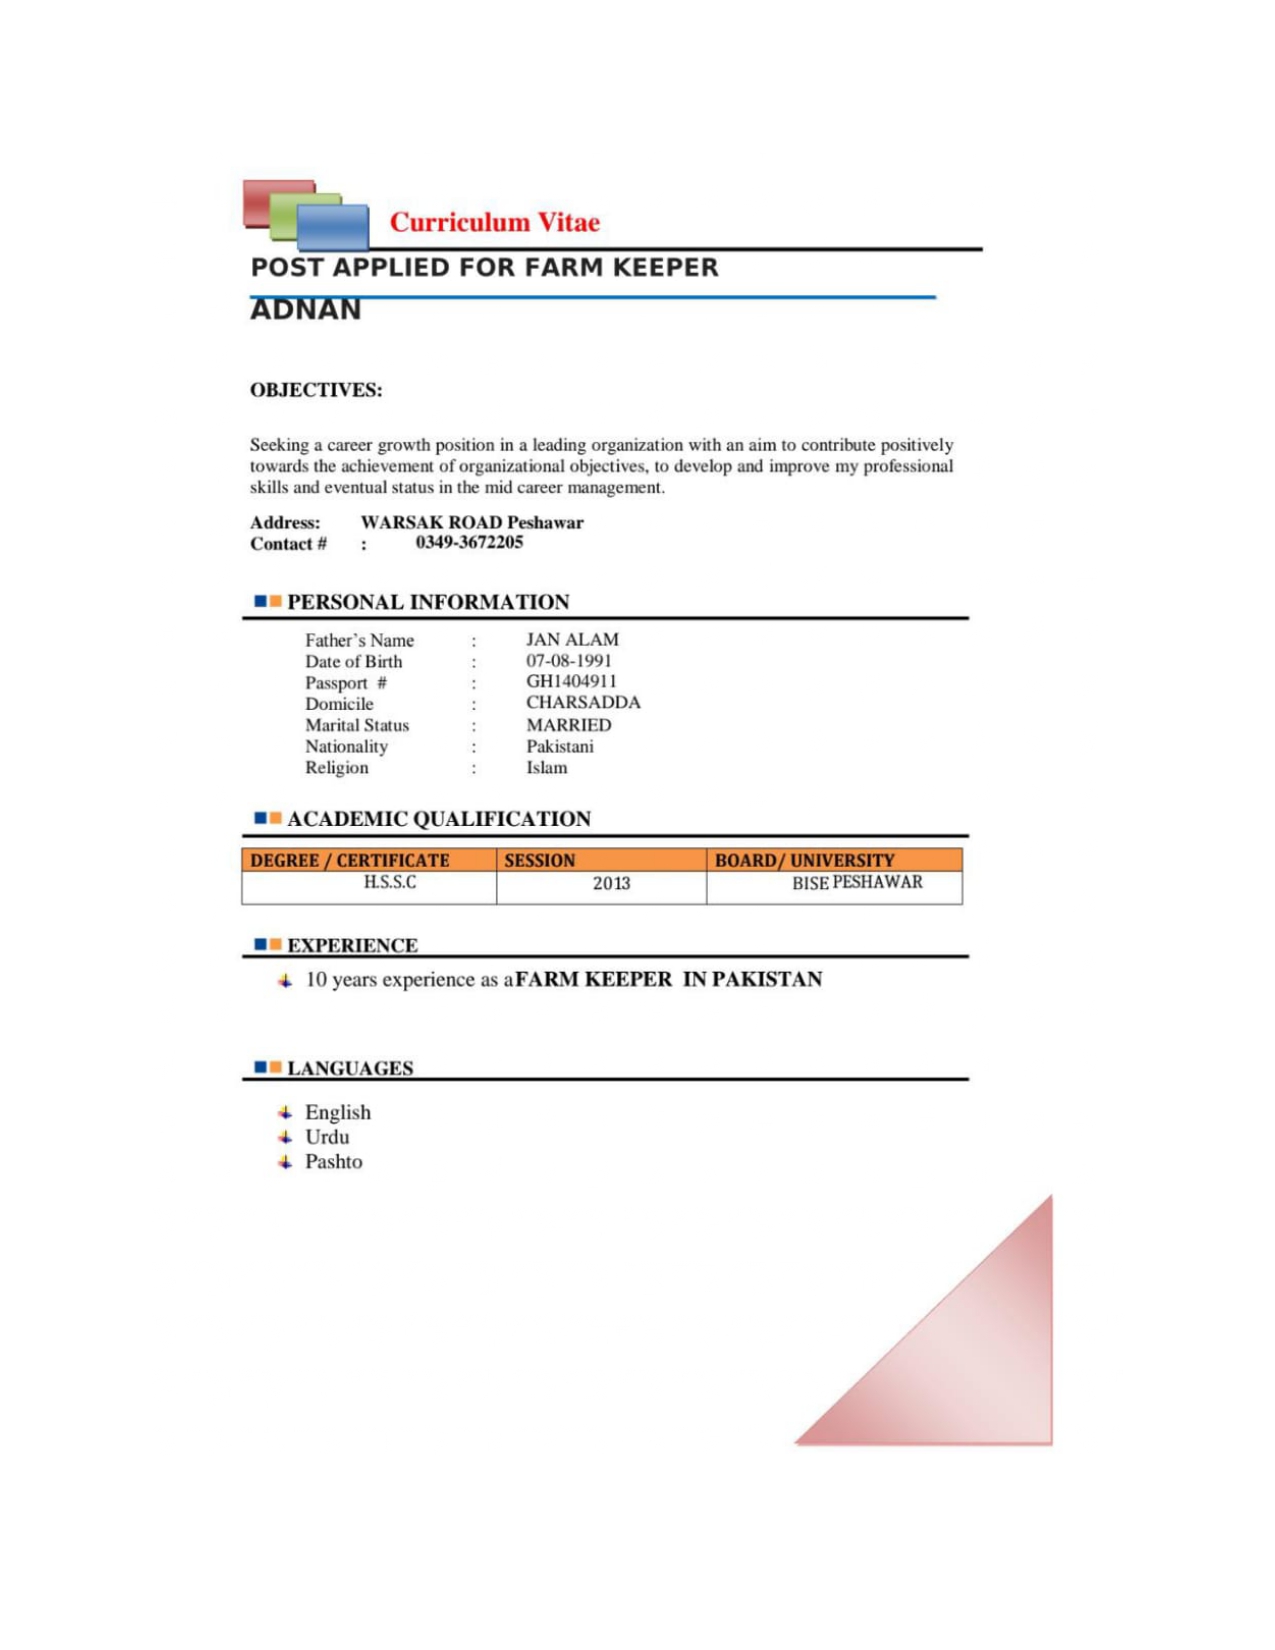 Curriculum Vitae
POST APPLIED FOR FARM KEEPER
ADNAN
OBJECTIVES:
Seeking a career growth position in a leading organization with an aim to contribute positively
towards the achievement of organizational objectives, to develop and improve my professional
skills and eventual status in the mid career management.
Address: WARSAK ROAD Peshawar
Contact # : 0349-3672205
PERSONAL INFORMATION
Father’s Name : JAN ALAM
Date of Birth : 07-08-1991
Passport # : GH1404911
Domicile : CHARSADDA
Marital Status : MARRIED
Nationality : Pakistani
Religion : Islam
ACADEMIC QUALIFICATION
DEGREE / CERTIFICATE SESSION BOARD/ UNIVERSITY
H.S.S.C 2013 BISE PESHAWAR
EXPERIENCE
10 years experience as aFARM KEEPER IN PAKISTAN
LANGUAGES
English
Urdu
Pashto